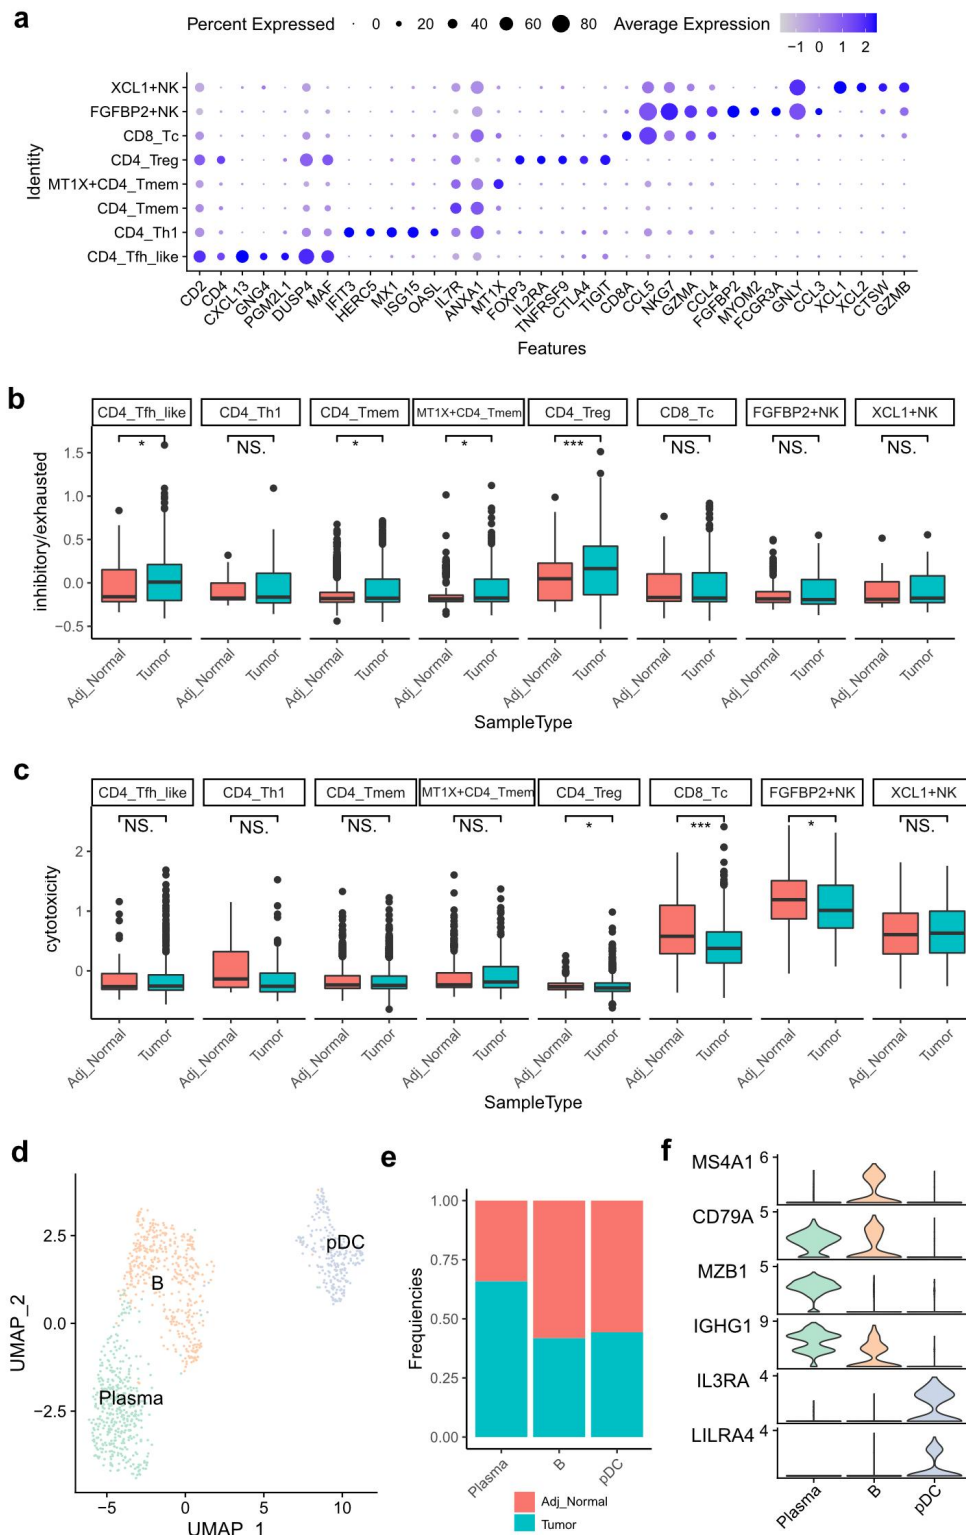 a
Percent Expressed 0 20 40 60 80 Average Expression −1 0 1 2
Identity
XCL1+NK
FGFBP2+NK
CD8_Tc
CD4_Treg
MT1X+CD4_Tmem
CD4_Tmem
CD4_Th1
CD4_Tfh_like
CD2 CD4 CXCL13 GNG4 PGM2L1 DUSP4 MAF IFIT3 HERC5 MX1 ISG15 OASL IL7R ANXA1 MT1X FOXP3 IL2RA TNFRSF9 CTLA4 TIGIT CD8A CCL5 NKG7 GZMA CCL4 FGFBP2 MYOM2 FCGR3A GNLY CCL3 XCL1 XCL2 CTSW GZMB
Features
b
CD4_Tfh_like CD4_Th1 CD4_Tmem MT1X+CD4_Tmem CD4_Treg CD8_Tc FGFBP2+NK XCL1+NK
* NS. * * *** NS. NS. NS.
inhibitory/exhausted
1.5
1.0
0.5
0.0
−0.5
Adj_Normal Tumor Adj_Normal Tumor Adj_Normal Tumor Adj_Normal Tumor Adj_Normal Tumor Adj_Normal Tumor Adj_Normal Tumor Adj_Normal Tumor
SampleType
c
CD4_Tfh_like CD4_Th1 CD4_Tmem MT1X+CD4_Tmem CD4_Treg CD8_Tc FGFBP2+NK XCL1+NK
NS. NS. NS. NS. * *** * NS.
cytotoxicity
2
1
0
Adj_Normal Tumor Adj_Normal Tumor Adj_Normal Tumor Adj_Normal Tumor Adj_Normal Tumor Adj_Normal Tumor Adj_Normal Tumor Adj_Normal Tumor
SampleType
d
UMAP_2
2.5
0.0
−2.5
B
pDC
Plasma
−5 0 5 10
UMAP_1
e
Frequiencies
1.00
0.75
0.50
0.25
0.00
Plasma B pDC
Adj_Normal
Tumor
f
MS4A1 6
CD79A 5
MZB1 5
IGHG1 9
IL3RA 4
LILRA4 4
Plasma B pDC